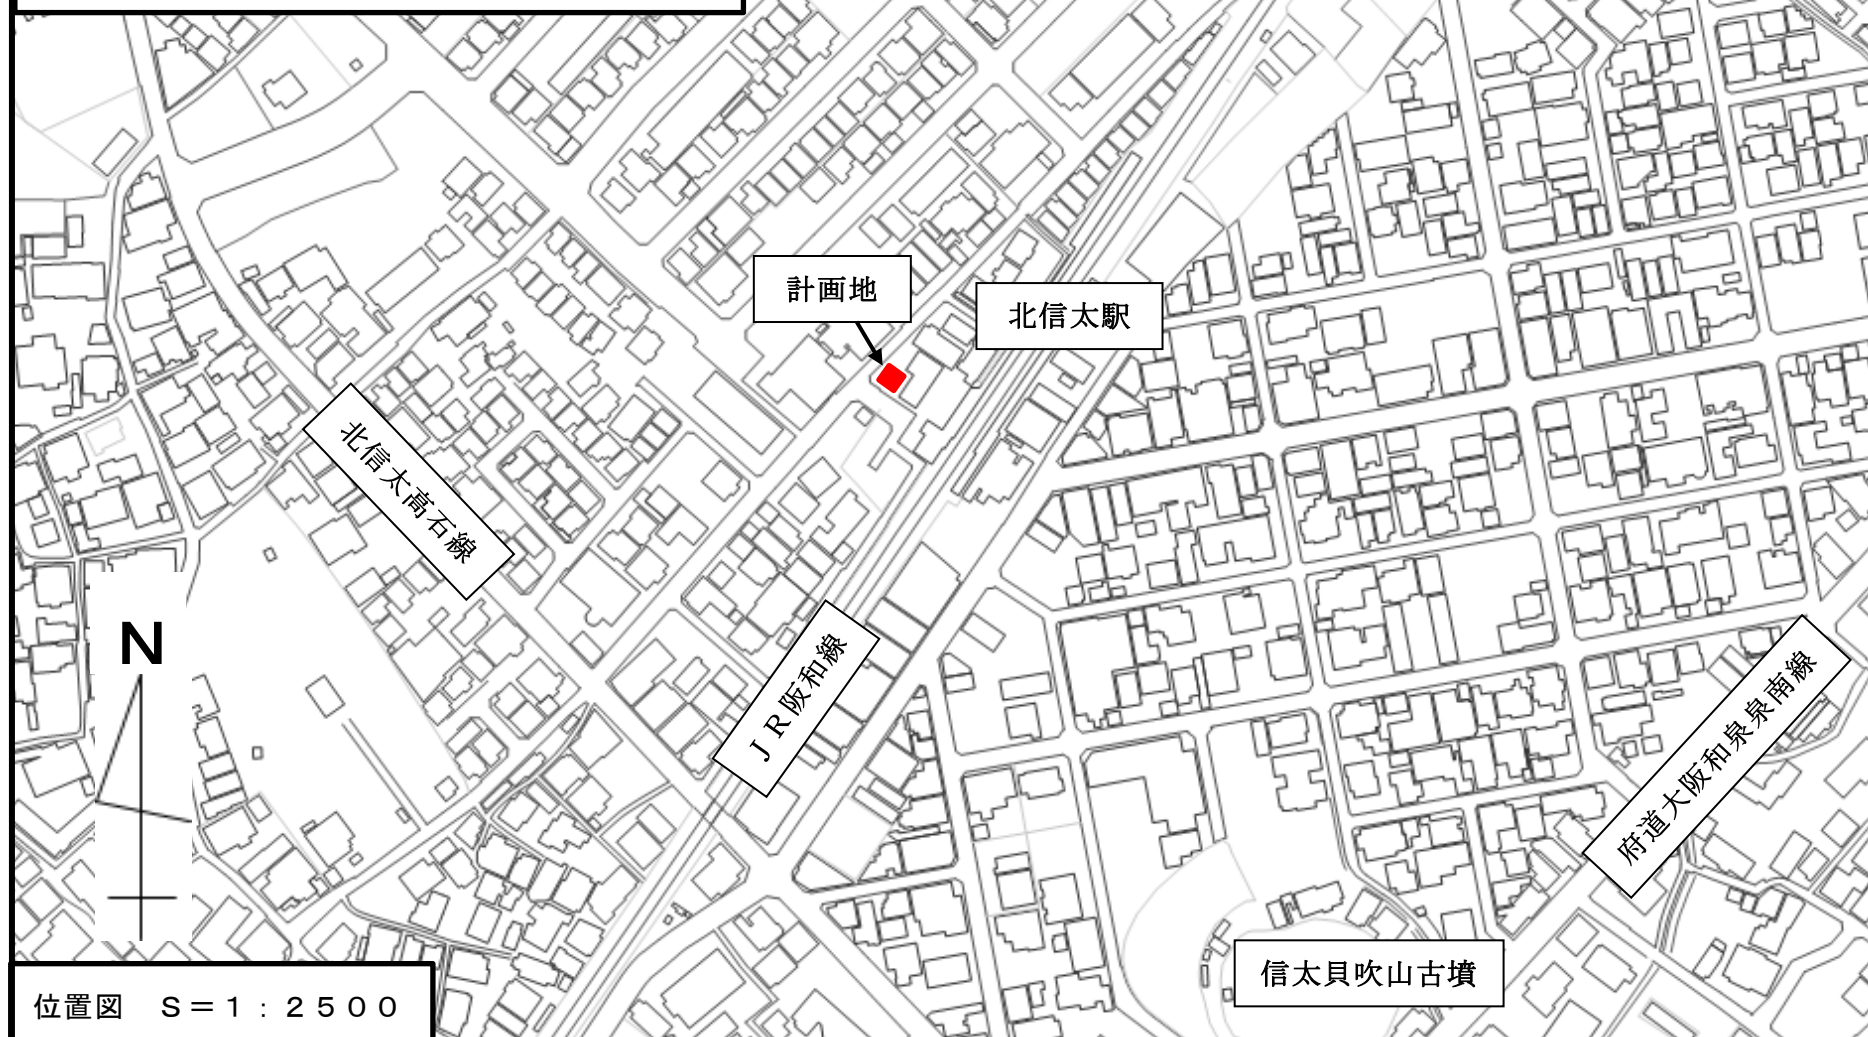 計画地
北信太駅
北信太高石線
N
ＪＲ阪和線
府道大阪和泉泉南線
信太貝吹山古墳
位置図　Ｓ＝１：２５００